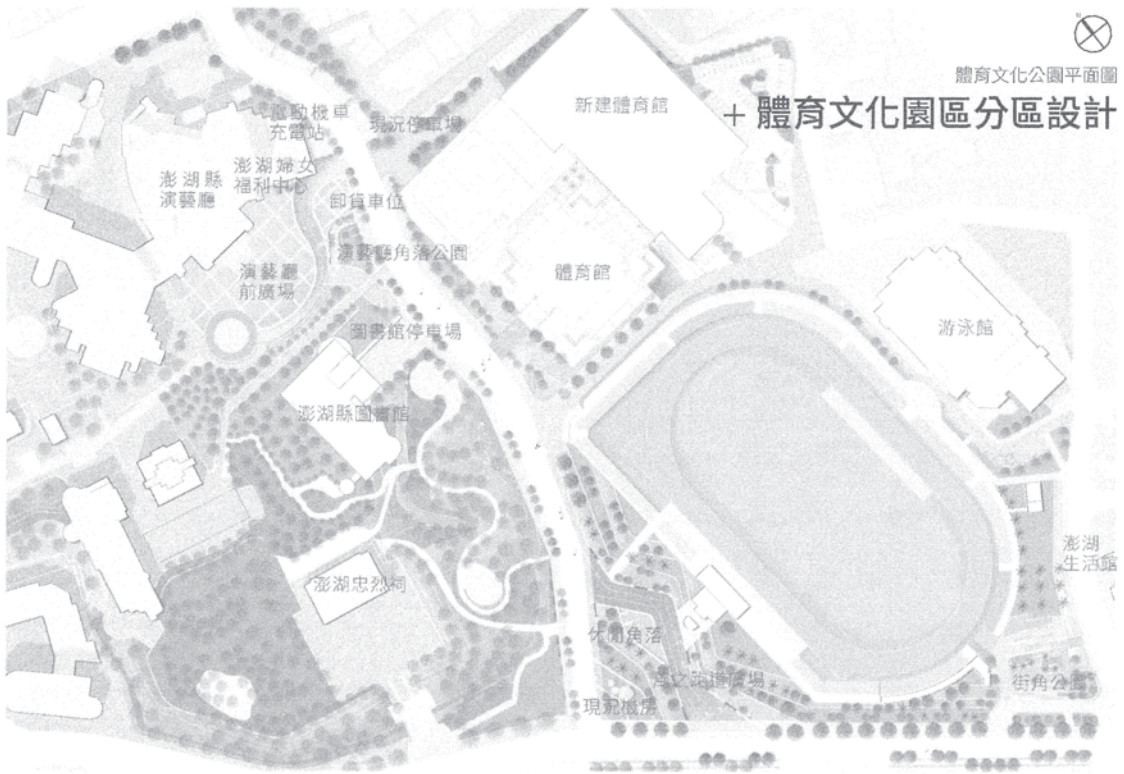 體育文化公園平面圖
+ 體育文化園區分區設計
新建體育館
電動機車
充電站
現況停車場
澎湖縣
演藝廳
澎湖婦女
福利中心
卸貨車位
演藝廳角落公園
演藝廳
前廣場
體育館
圖書館停車場
游泳館
澎湖縣圖書館
澎湖
生活館
澎湖忠烈祠
休閒角落
跑道廣場
現況機房
街角公園